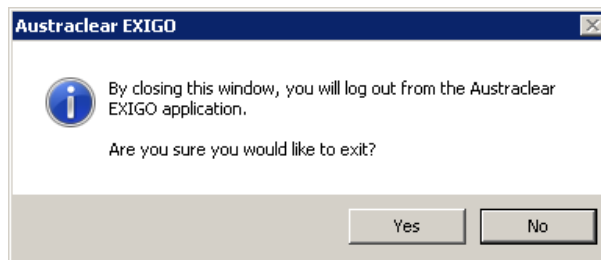 Austraclear EXIGO
By closing this window, you will log out from the Austraclear
EXIGO application.
Are you sure you would like to exit?
Yes
No